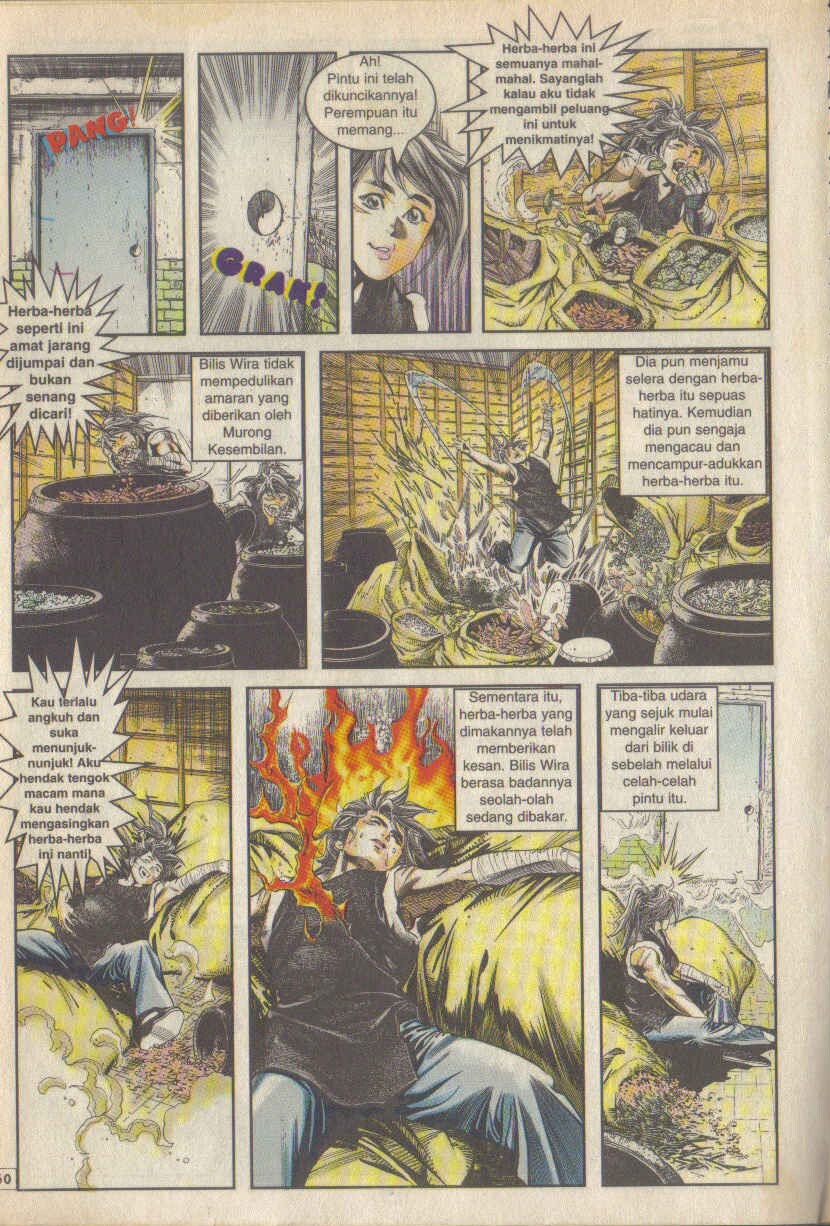 PANG!
GRAK!
Ah!
Pintu ini telah
dikuncikannya!
Perempuan itu
memang...
Herba-herba ini
semuanya mahal-
mahal. Sayanglah
kalau aku tidak
mengambil peluang
ini untuk
menikmatinya!
Herba-herba
seperti ini
amat jarang
dijumpai dan
bukan
senang
dicari!
Bilis Wira tidak
mempedulikan
amaran yang
diberikan oleh
Murong
Kesembilan.
Dia pun menjamu
selera dengan herba-
herba itu sepuas
hatinya. Kemudian
dia pun sengaja
mengacau dan
mencampur-adukkan
herba-herba itu.
Kau terlalu
angkuh dan
suka
menunjuk-
nunjuk! Aku
hendak tengok
macam mana
kau hendak
mengasingkan
herba-herba
ini nanti!
Sementara itu,
herba-herba yang
dimakannya telah
memberikan
kesan. Bilis Wira
berasa badannya
seolah-olah
sedang dibakar.
Tiba-tiba udara
yang sejuk mulai
mengalir keluar
dari bilik di
sebelah melalui
celah-celah
pintu itu.